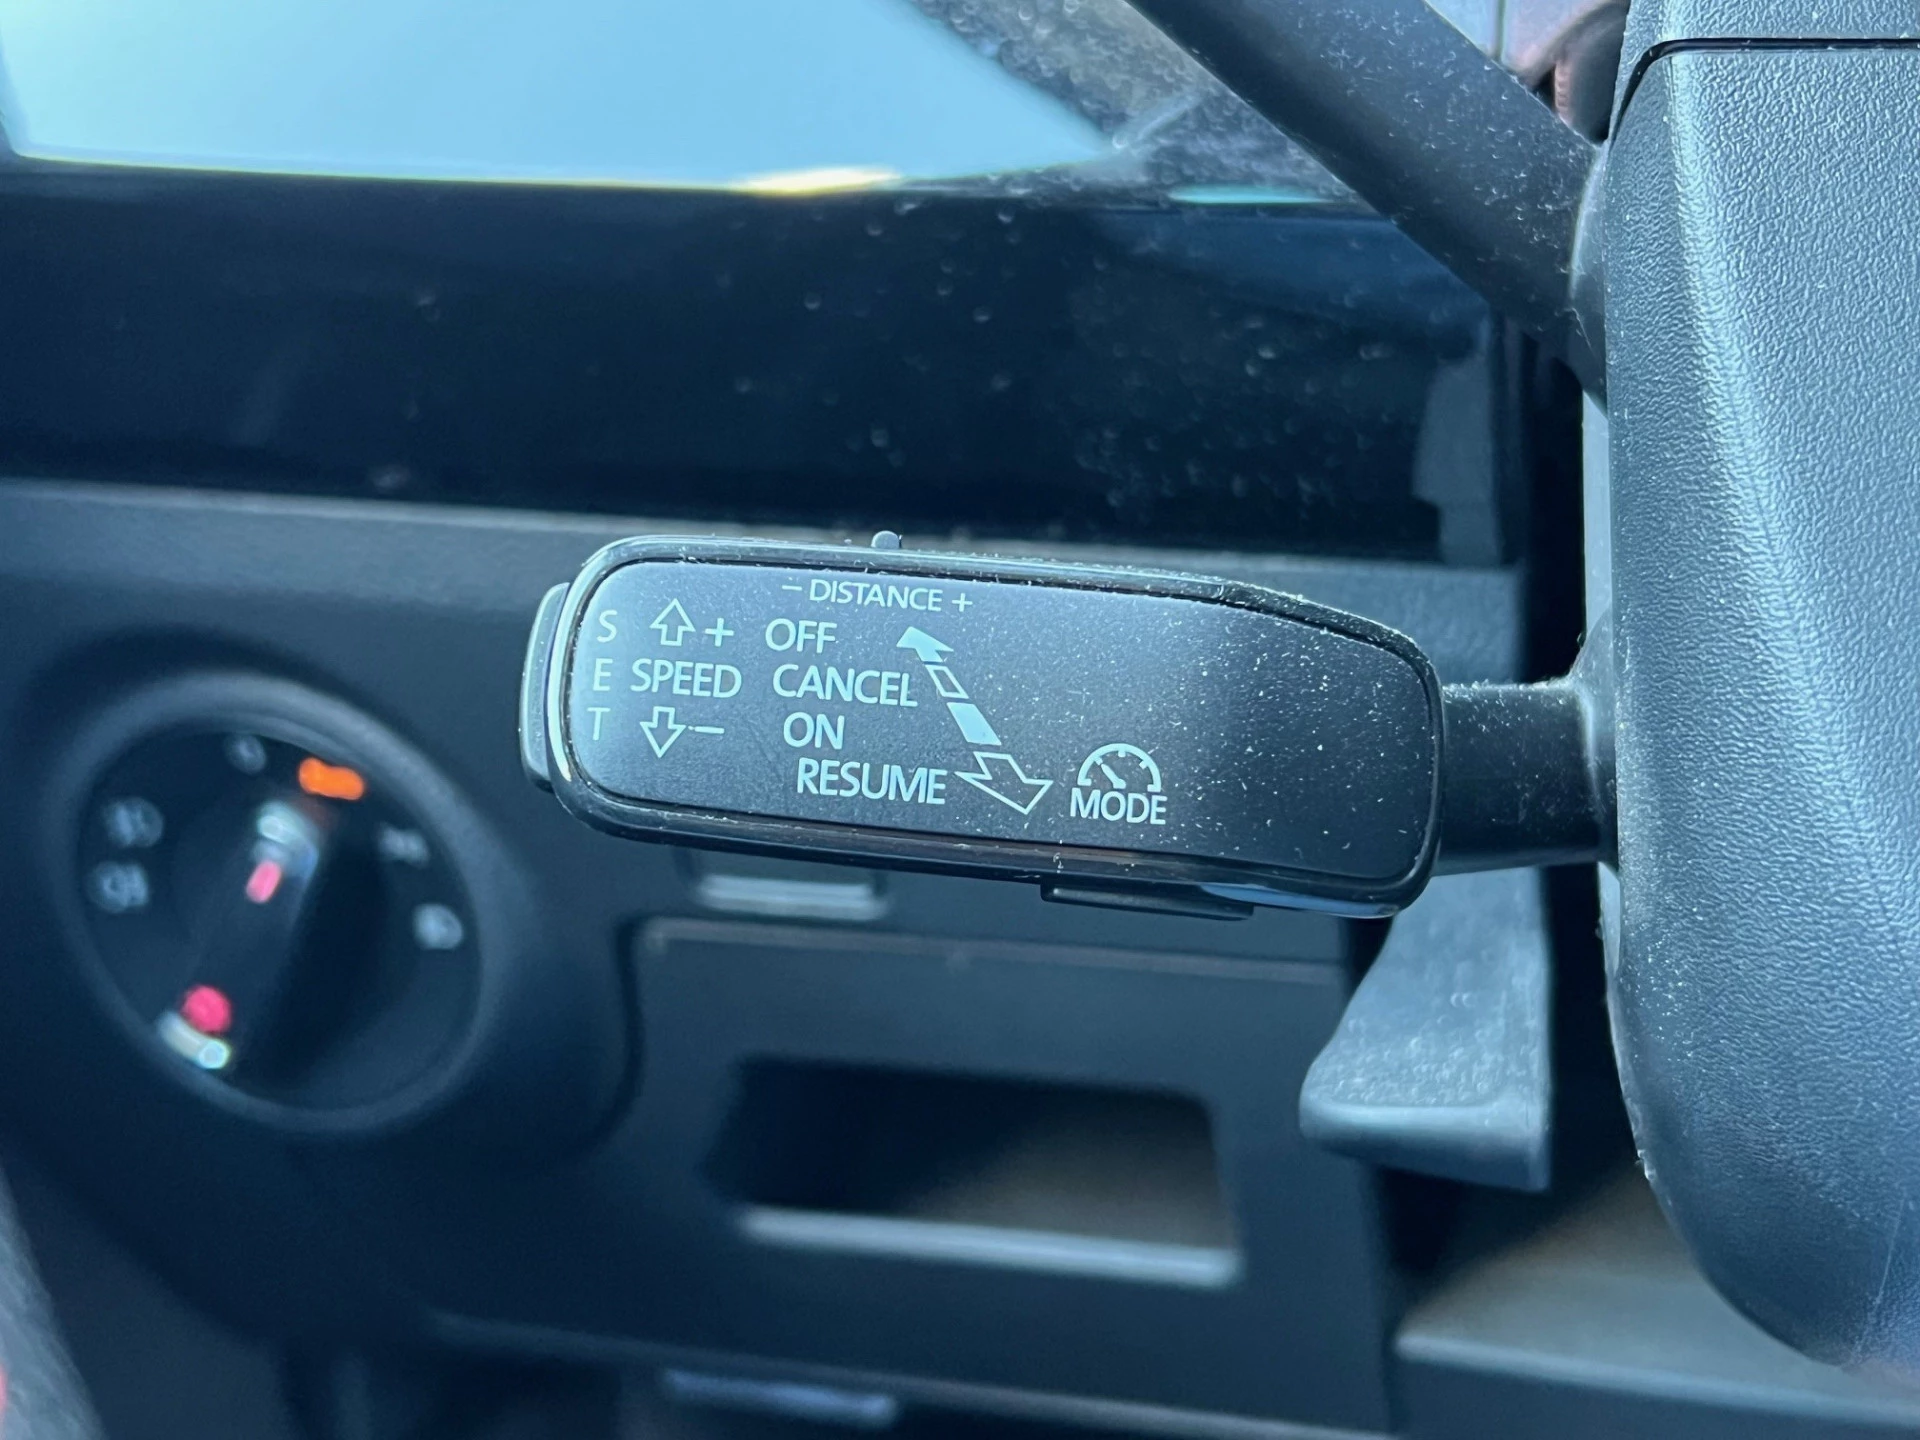 − DISTANCE +
S + OFF
E SPEED CANCEL
T − ON
RESUME
MODE